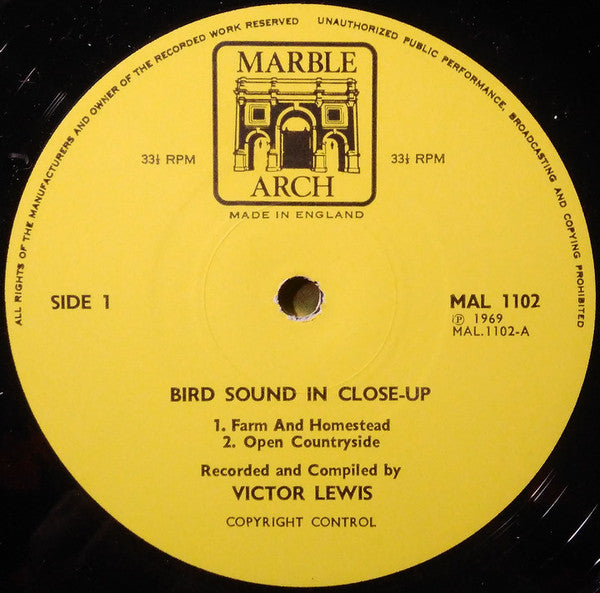 ALL RIGHTS OF THE MANUFACTURERS AND OWNER OF THE RECORDED WORK RESERVED UNAUTHORIZED PUBLIC PERFORMANCE, BROADCASTING AND COPYING PROHIBITED
MARBLE
ARCH
33⅓ RPM 33⅓ RPM
MADE IN ENGLAND
SIDE 1
MAL 1102
℗ 1969
MAL.1102-A
BIRD SOUND IN CLOSE-UP
1. Farm And Homestead
2. Open Countryside
Recorded and Compiled by
VICTOR LEWIS
COPYRIGHT CONTROL